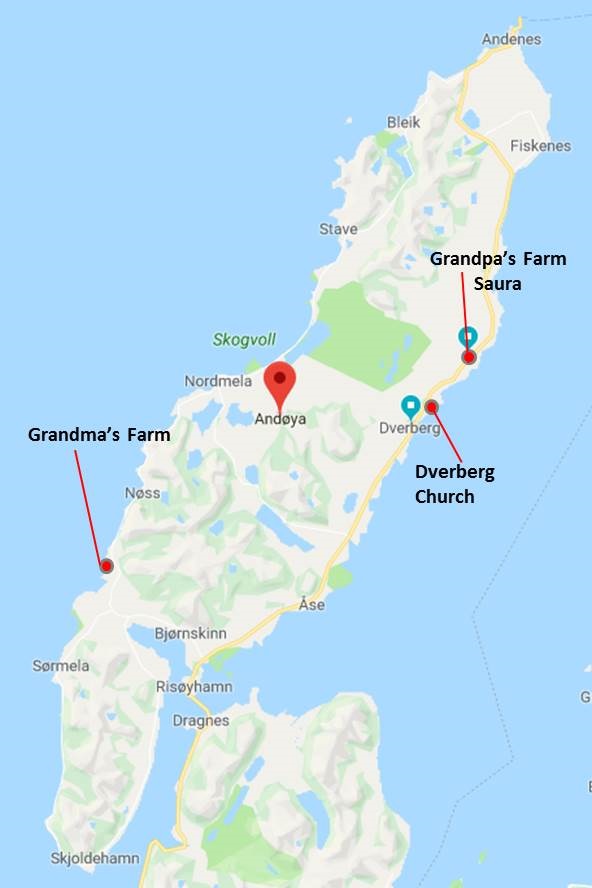 Andenes
Bleik
Fiskenes
Stave
Grandpa's Farm
Saura
Skogvoll
Nordmela
Andøya
Dverberg
Grandma's Farm
Dverberg
Church
Nøss
Åse
Bjørnskinn
Sørmela
Risøyhamn
Dragnes
G
E
Skjoldehamn